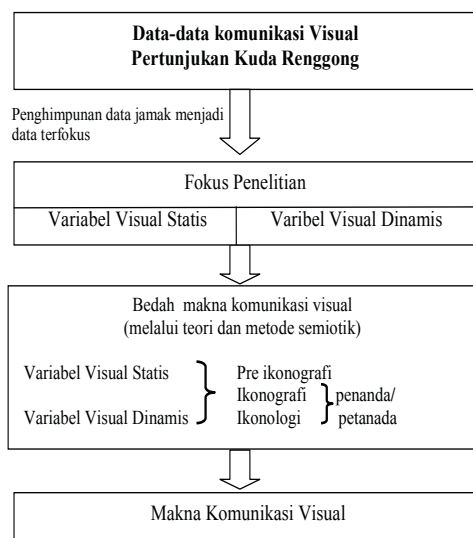 Data-data komunikasi Visual
Pertunjukan Kuda Renggong
Penghimpunan data jamak menjadi
data terfokus
Fokus Penelitian
Variabel Visual Statis
Varibel Visual Dinamis
Bedah makna komunikasi visual
(melalui teori dan metode semiotik)
Variabel Visual Statis
Variabel Visual Dinamis
Pre ikonografi
Ikonografi
Ikonologi
penanda/
petanada
Makna Komunikasi Visual